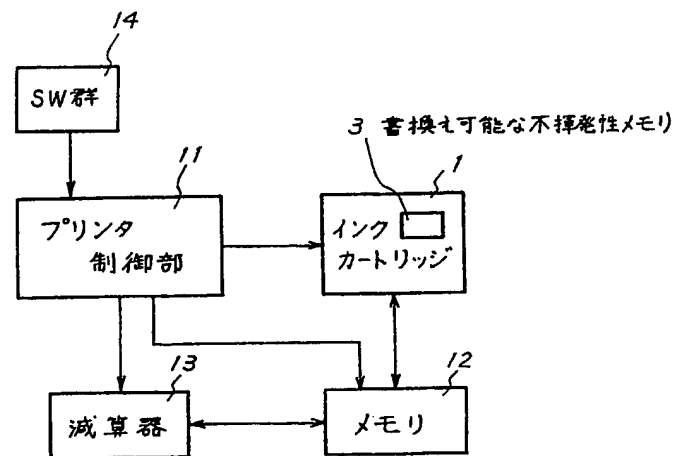 14
SW群
3 書換え可能な不揮発性メモリ
11
1
プリンタ
制御部
インク
カートリッジ
13
12
減算器
メモリ